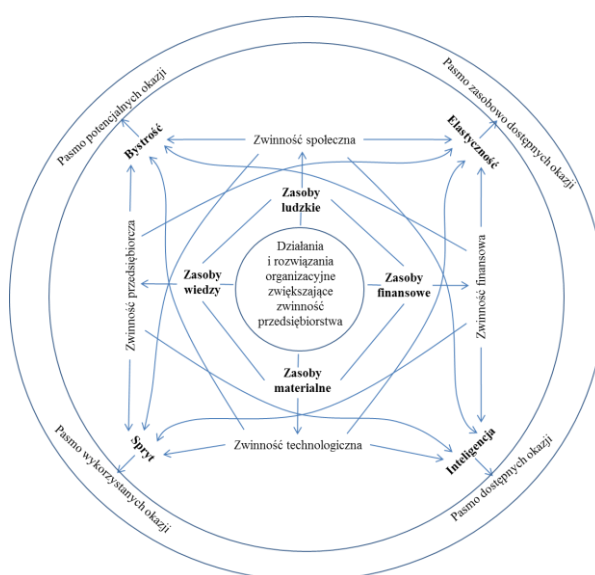 Pasmo potencjalnych okazji
Pasmo zasobowo dostępnych okazji
Bystrość
Zwinność społeczna
Elastyczność
Zasoby
ludzkie
Zwinność przedsiębiorcza
Zasoby
wiedzy
Działania
i rozwiązania
organizacyjne
zwiększające
zwinność
przedsiębiorstwa
Zasoby
finansowe
Zwinność finansowa
Zasoby
materialne
Spryt
Zwinność technologiczna
Inteligencja
Pasmo wykorzystanych okazji
Pasmo dostępnych okazji